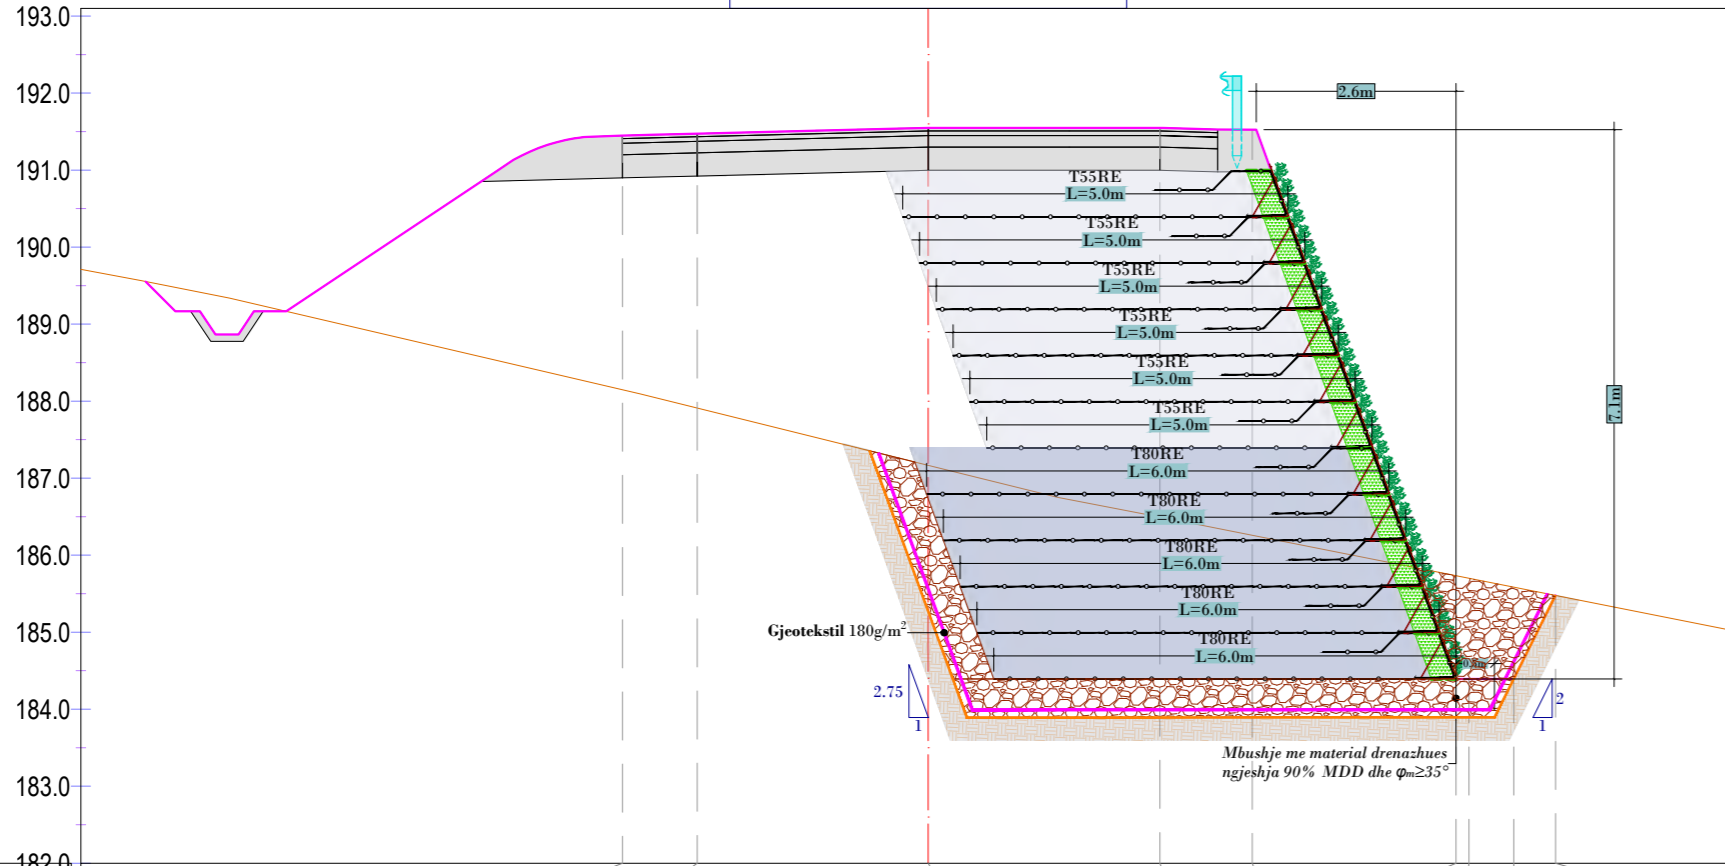 193.0
192.0
191.0
190.0
189.0
188.0
187.0
186.0
185.0
184.0
183.0
182.0
2.6m
7.1m
T55RE
L=5.0m
T55RE
L=5.0m
T55RE
L=5.0m
T55RE
L=5.0m
T55RE
L=5.0m
T55RE
L=5.0m
T80RE
L=6.0m
T80RE
L=6.0m
T80RE
L=6.0m
T80RE
L=6.0m
T80RE
L=6.0m
Gjeotekstil 180g/m²
2.75
1
2
1
Mbushje me material drenazhues
ngjeshja 90% MDD dhe φm≥35°